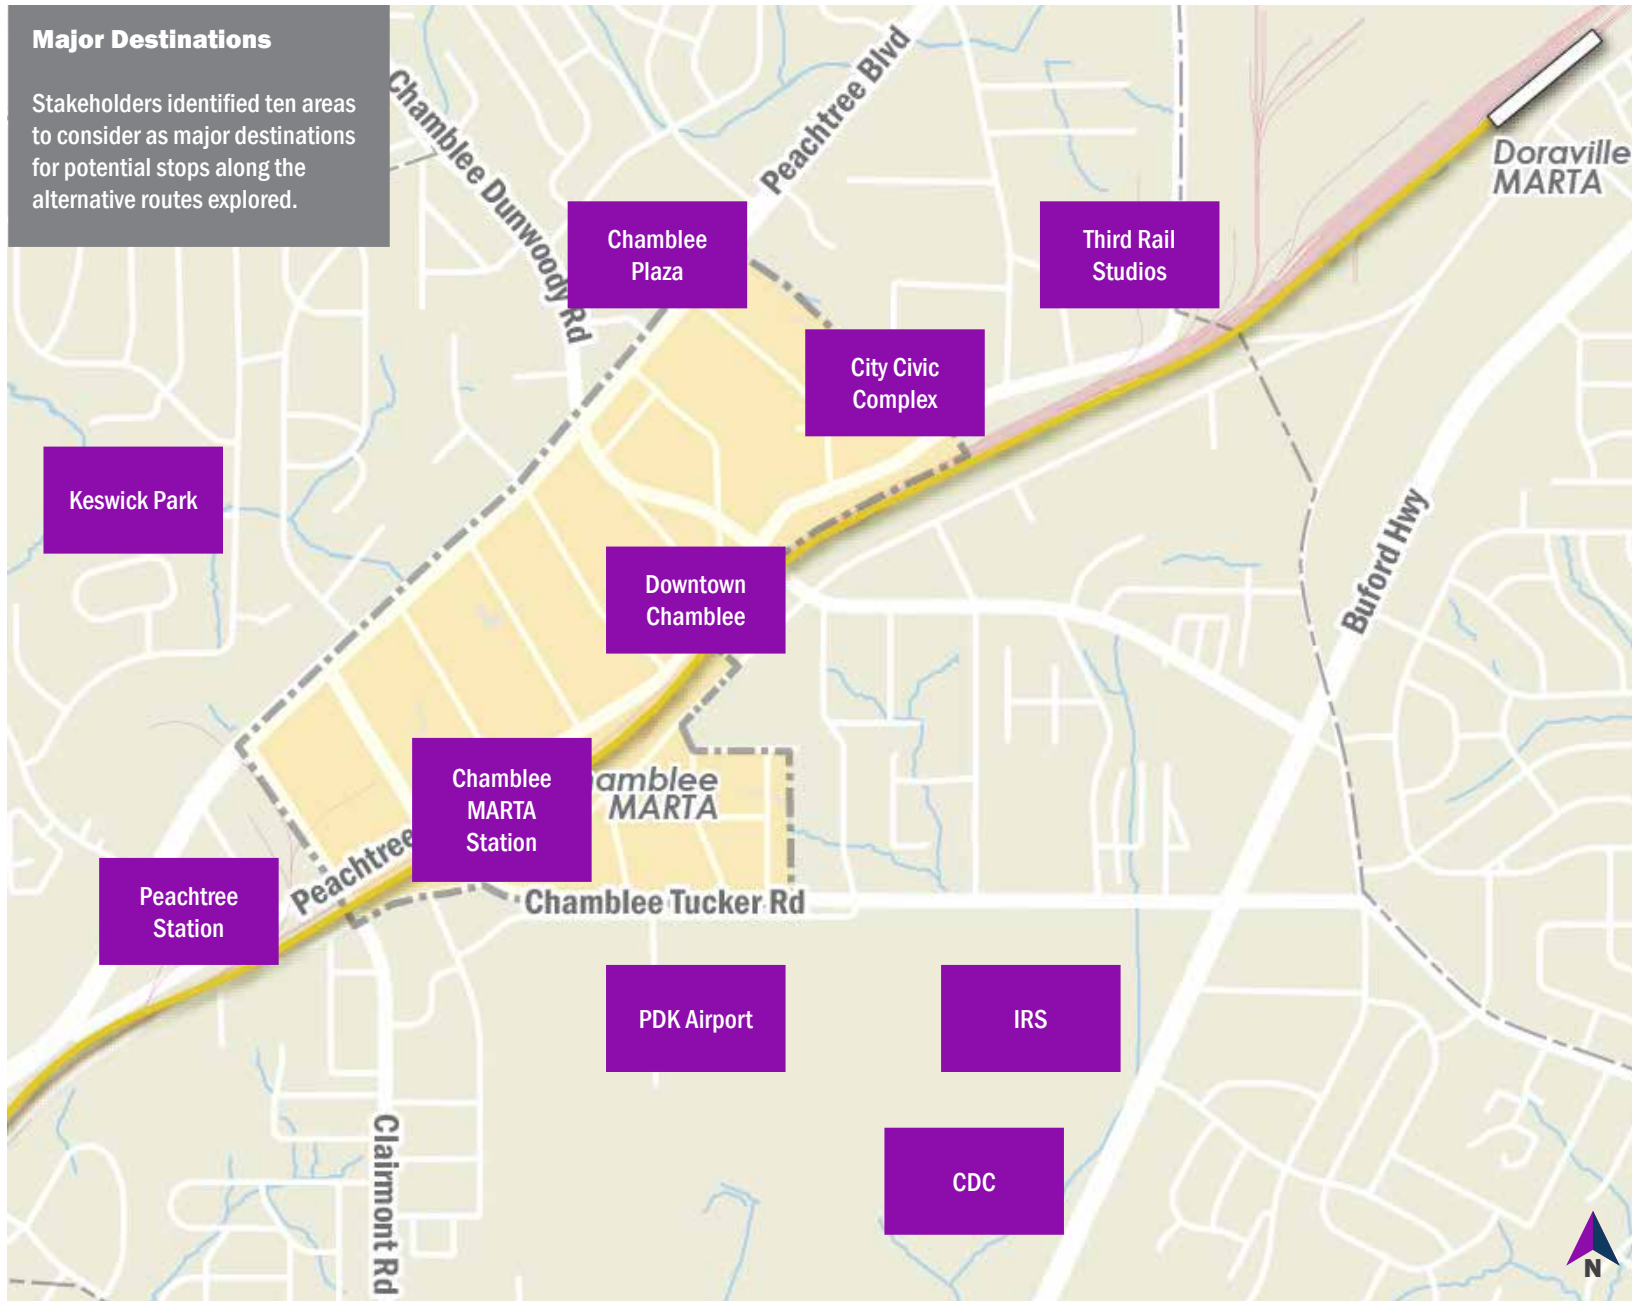 Major Destinations
Stakeholders identified ten areas
to consider as major destinations
for potential stops along the
alternative routes explored.
Chamblee Dunwoody Rd
Peachtree Blvd
Doraville
MARTA
Chamblee
Plaza
Third Rail
Studios
City Civic
Complex
Keswick Park
Buford Hwy
Downtown
Chamblee
Chamblee
MARTA
Station
amblee
MARTA
Peachtree
Peachtree
Station
Chamblee Tucker Rd
PDK Airport
IRS
Clairmont Rd
CDC
N